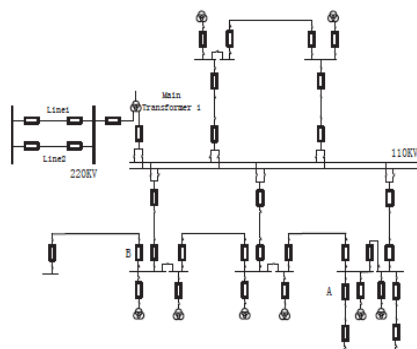 Main
Transformer 1
Line1
Line2
220KV
110KV
B
A